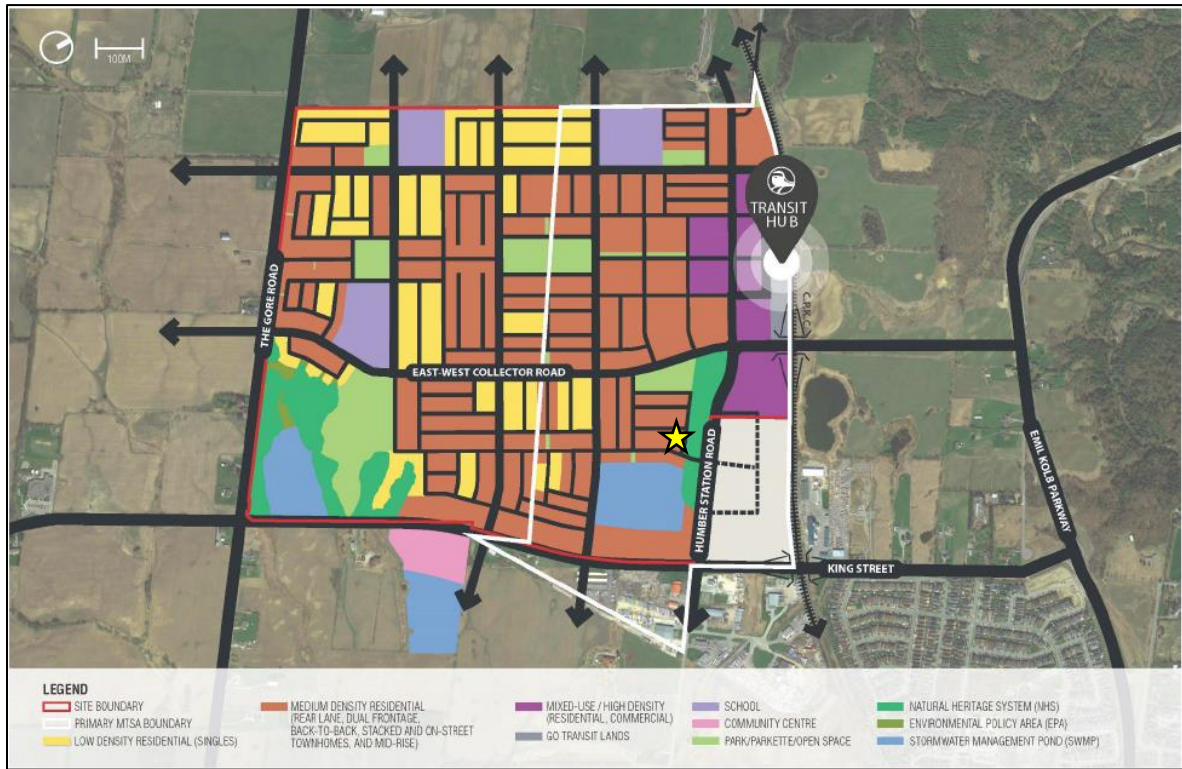 100M
TRANSIT
HUB
C.P.K.C.
THE GORE ROAD
EAST-WEST COLLECTOR ROAD
HUMBER STATION ROAD
EMIL KOLB PARKWAY
KING STREET
LEGEND
SITE BOUNDARY
PRIMARY MTSA BOUNDARY
LOW DENSITY RESIDENTIAL (SINGLES)
MEDIUM DENSITY RESIDENTIAL
(REAR LANE, DUAL FRONTAGE,
BACK-TO-BACK, STACKED AND ON-STREET
TOWNHOMES, AND MID-RISE)
MIXED-USE / HIGH DENSITY
(RESIDENTIAL, COMMERCIAL)
GO TRANSIT LANDS
SCHOOL
COMMUNITY CENTRE
PARK/PARKETTE/OPEN SPACE
NATURAL HERITAGE SYSTEM (NHS)
ENVIRONMENTAL POLICY AREA (EPA)
STORMWATER MANAGEMENT POND (SWMP)